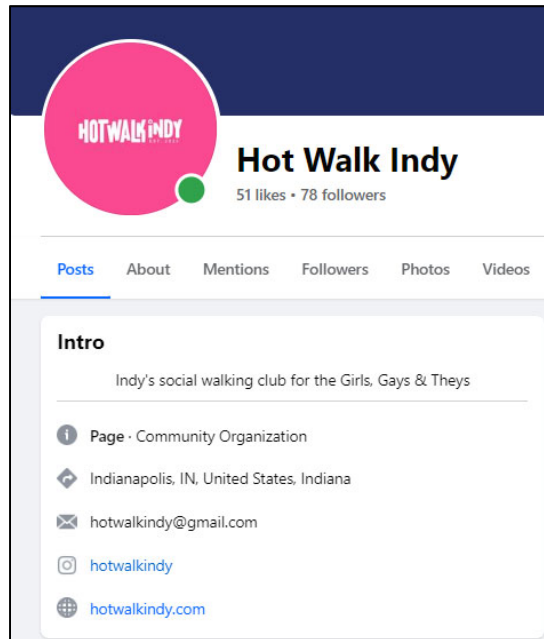 HOTWALKINDY
Hot Walk Indy
51 likes • 78 followers
Posts About Mentions Followers Photos Videos
Intro
Indy's social walking club for the Girls, Gays & Theys
Page · Community Organization
Indianapolis, IN, United States, Indiana
hotwalkindy@gmail.com
hotwalkindy
hotwalkindy.com